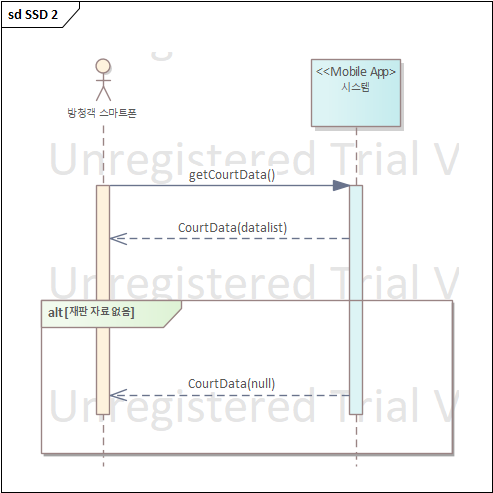 sd SSD 2
<<Mobile App>
시스템
방청객 스마트폰
Unregistered Trial V
getCourtData()
CourtData(datalist)
Unregistered Trial V
alt [재판 자료 없음]
CourtData(null)
Unregistered Trial V